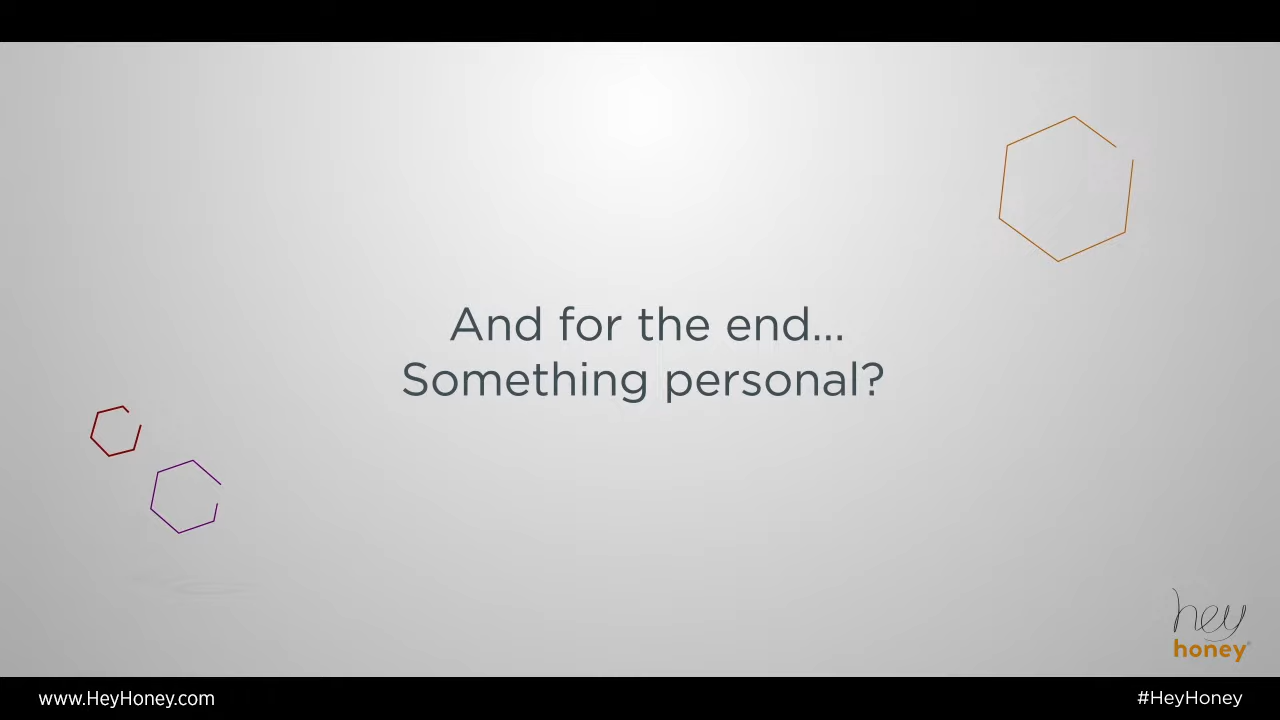 And for the end...
Something personal?
hey
honey®
www.HeyHoney.com
#HeyHoney